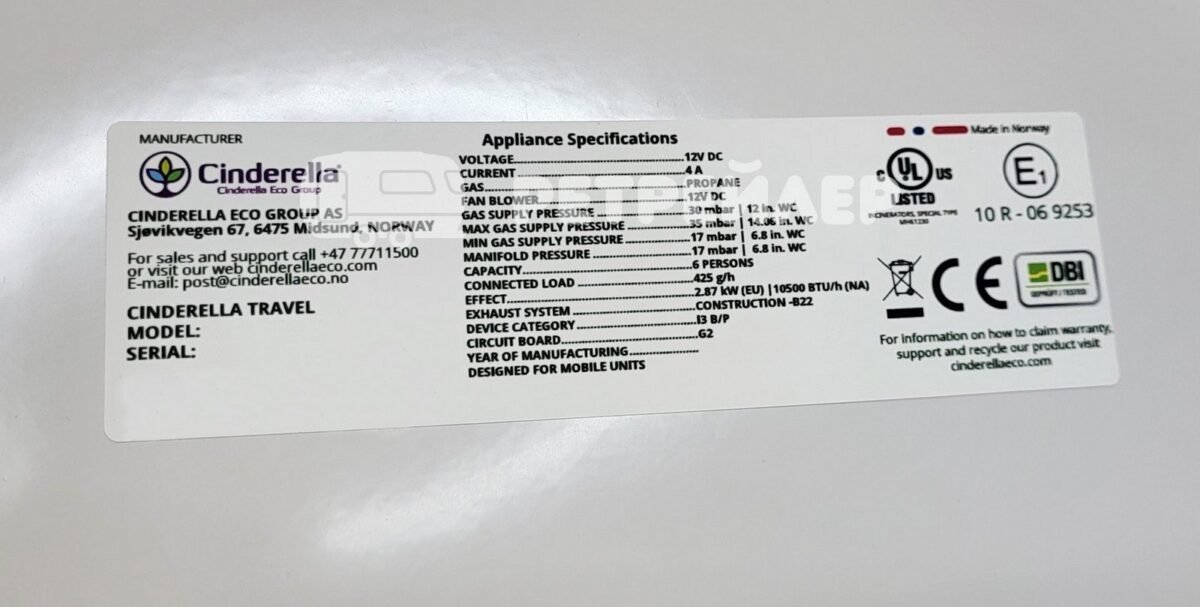 MANUFACTURER
Cinderella
Cinderella Eco Group
CINDERELLA ECO GROUP AS
Sjøvikvegen 67, 6475 Midsund, NORWAY
For sales and support call +47 77711500
or visit our web cinderellaeco.com
E-mail: post@cinderellaeco.no
CINDERELLA TRAVEL
MODEL:
SERIAL:
Appliance Specifications
VOLTAGE 12V DC
CURRENT 4 A
GAS PROPANE
FAN BLOWER 12V DC
GAS SUPPLY PRESSURE 30 mbar | 12 in. WC
MAX GAS SUPPLY PRESSURE 35 mbar | 14.06 in. WC
MIN GAS SUPPLY PRESSURE 17 mbar | 6.8 in. WC
MANIFOLD PRESSURE 17 mbar | 6.8 in. WC
CAPACITY 6 PERSONS
CONNECTED LOAD 425 g/h
EFFECT 2.87 kW (EU) | 10500 BTU/h (NA)
EXHAUST SYSTEM CONSTRUCTION -B22
DEVICE CATEGORY I3 B/P
CIRCUIT BOARD G2
YEAR OF MANUFACTURING
DESIGNED FOR MOBILE UNITS
РЕТРЕЙЛЕР
Made in Norway
C UL US
LISTED
INCINERATORS, SPECIAL TYPE
E1
10 R - 06 9253
CE
DBI
GEPRÜFT / TESTED
For information on how to claim warranty,
support and recycle our product visit
cinderellaeco.com